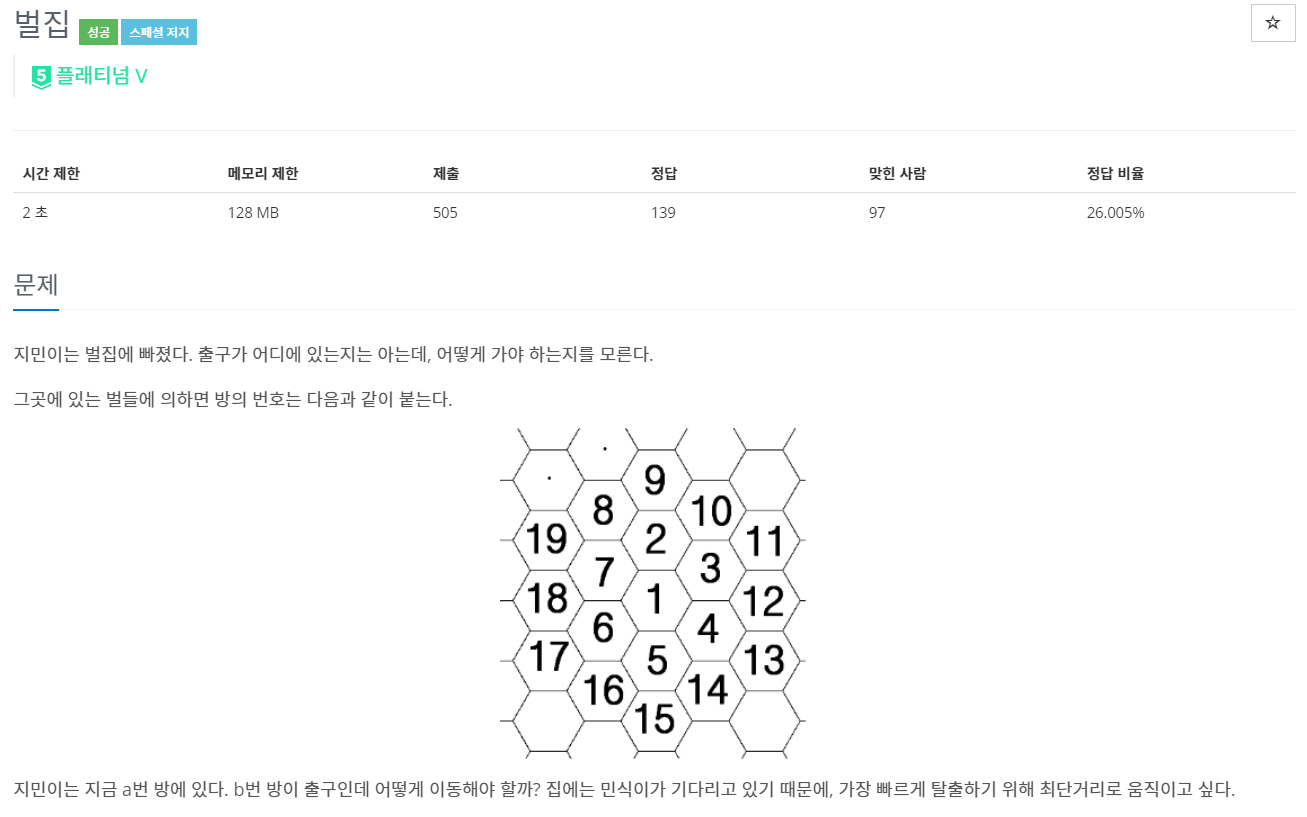 벌집 성공 스페셜 저지 ☆
5 플래티넘 V
시간 제한 메모리 제한 제출 정답 맞힌 사람 정답 비율
2 초 128 MB 505 139 97 26.005%
문제
지민이는 벌집에 빠졌다. 출구가 어디에 있는지는 아는데, 어떻게 가야 하는지를 모른다.
그곳에 있는 벌들에 의하면 방의 번호는 다음과 같이 붙는다.
9
8 10
19 2 11
7 3
18 1 12
6 4
17 5 13
16 14
15
지민이는 지금 a번 방에 있다. b번 방이 출구인데 어떻게 이동해야 할까? 집에는 민식이가 기다리고 있기 때문에, 가장 빠르게 탈출하기 위해 최단거리로 움직이고 싶다.